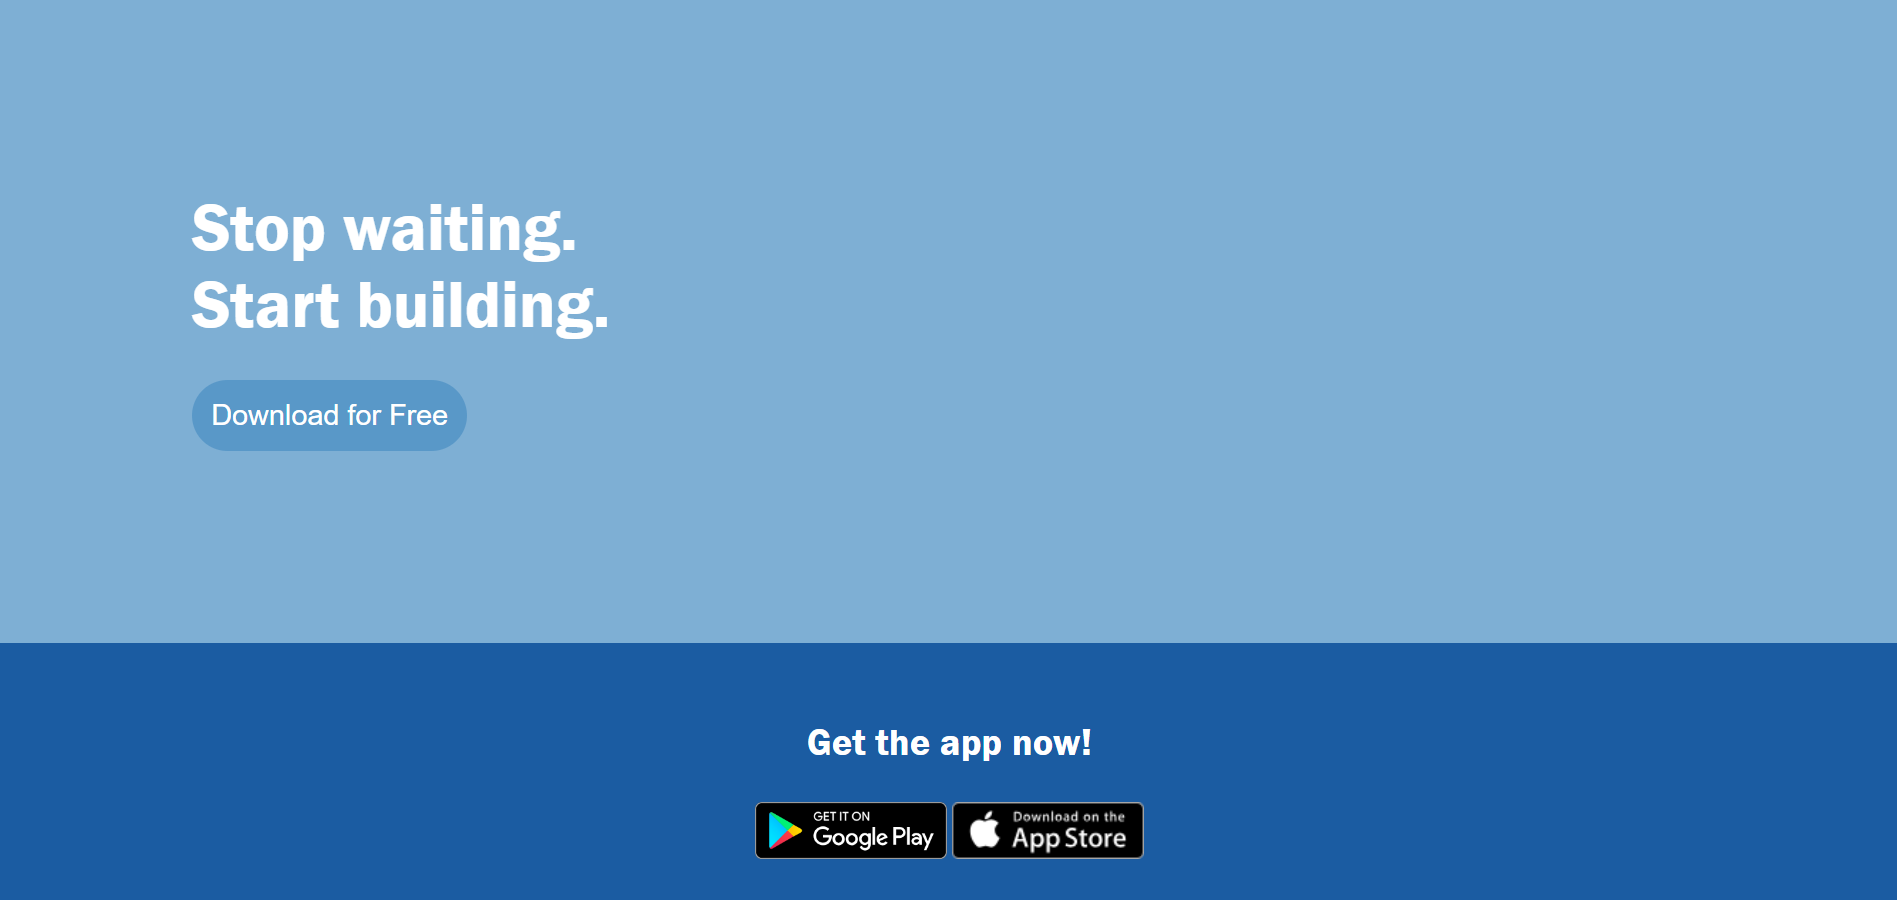 Stop waiting.
Start building.
Download for Free
Get the app now!
GET IT ON
Google Play
Download on the
App Store